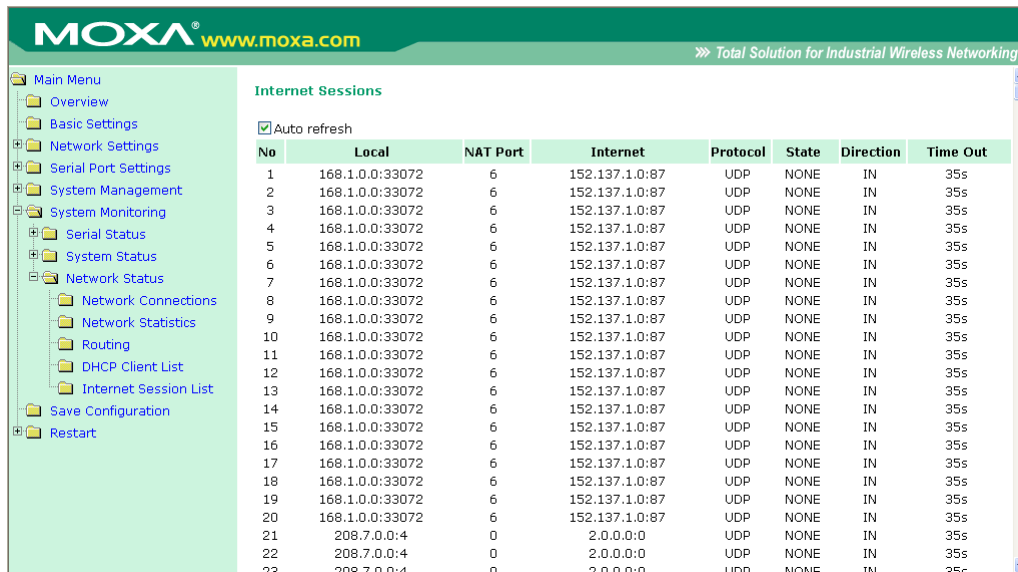 MOXA® www.moxa.com
Total Solution for Industrial Wireless Networking
Main Menu
Overview
Basic Settings
Network Settings
Serial Port Settings
System Management
System Monitoring
Serial Status
System Status
Network Status
Network Connections
Network Statistics
Routing
DHCP Client List
Internet Session List
Save Configuration
Restart
Internet Sessions
Auto refresh
No Local NAT Port Internet Protocol State Direction Time Out
1 168.1.0.0:33072 6 152.137.1.0:87 UDP NONE IN 35s
2 168.1.0.0:33072 6 152.137.1.0:87 UDP NONE IN 35s
3 168.1.0.0:33072 6 152.137.1.0:87 UDP NONE IN 35s
4 168.1.0.0:33072 6 152.137.1.0:87 UDP NONE IN 35s
5 168.1.0.0:33072 6 152.137.1.0:87 UDP NONE IN 35s
6 168.1.0.0:33072 6 152.137.1.0:87 UDP NONE IN 35s
7 168.1.0.0:33072 6 152.137.1.0:87 UDP NONE IN 35s
8 168.1.0.0:33072 6 152.137.1.0:87 UDP NONE IN 35s
9 168.1.0.0:33072 6 152.137.1.0:87 UDP NONE IN 35s
10 168.1.0.0:33072 6 152.137.1.0:87 UDP NONE IN 35s
11 168.1.0.0:33072 6 152.137.1.0:87 UDP NONE IN 35s
12 168.1.0.0:33072 6 152.137.1.0:87 UDP NONE IN 35s
13 168.1.0.0:33072 6 152.137.1.0:87 UDP NONE IN 35s
14 168.1.0.0:33072 6 152.137.1.0:87 UDP NONE IN 35s
15 168.1.0.0:33072 6 152.137.1.0:87 UDP NONE IN 35s
16 168.1.0.0:33072 6 152.137.1.0:87 UDP NONE IN 35s
17 168.1.0.0:33072 6 152.137.1.0:87 UDP NONE IN 35s
18 168.1.0.0:33072 6 152.137.1.0:87 UDP NONE IN 35s
19 168.1.0.0:33072 6 152.137.1.0:87 UDP NONE IN 35s
20 168.1.0.0:33072 6 152.137.1.0:87 UDP NONE IN 35s
21 208.7.0.0:4 0 2.0.0.0:0 UDP NONE IN 35s
22 208.7.0.0:4 0 2.0.0.0:0 UDP NONE IN 35s
23 208.7.0.0:4 0 2.0.0.0:0 UDP NONE IN 35s